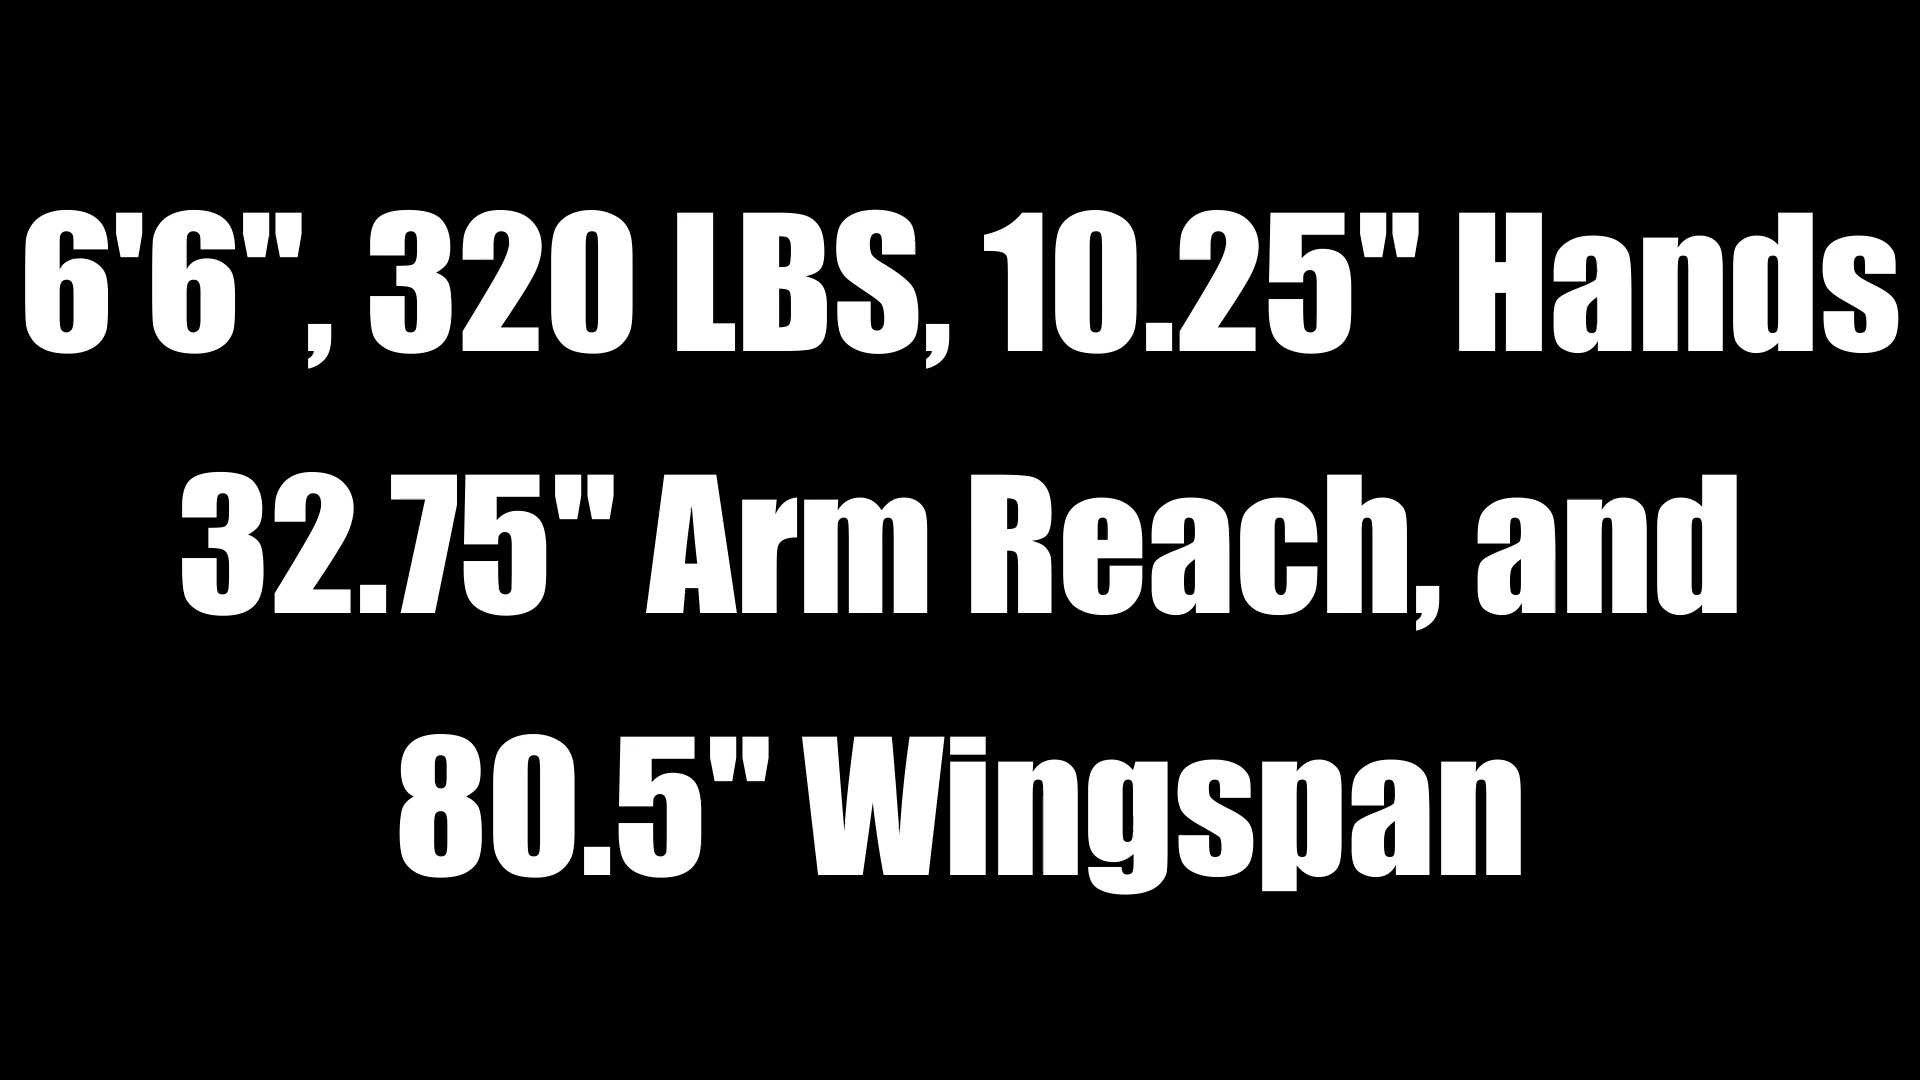 6'6", 320 LBS, 10.25" Hands
32.75" Arm Reach, and
80.5" Wingspan